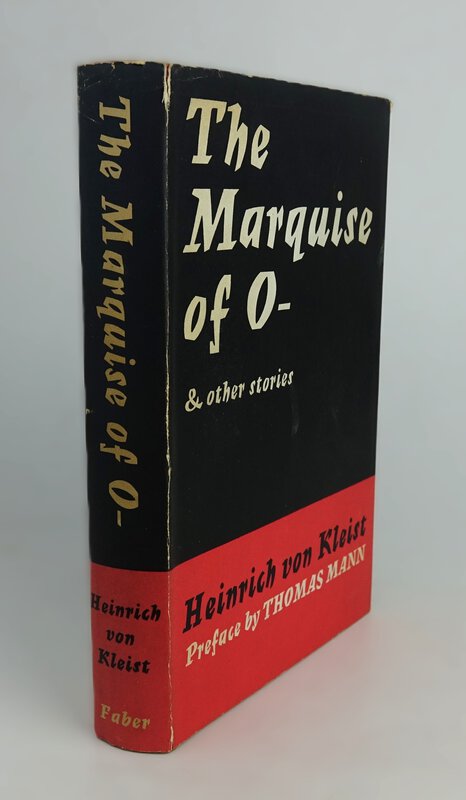 The Marquise of O-
Heinrich
von
Kleist
Faber
The
Marquise
of O-
& other stories
Heinrich von Kleist
Preface by THOMAS MANN